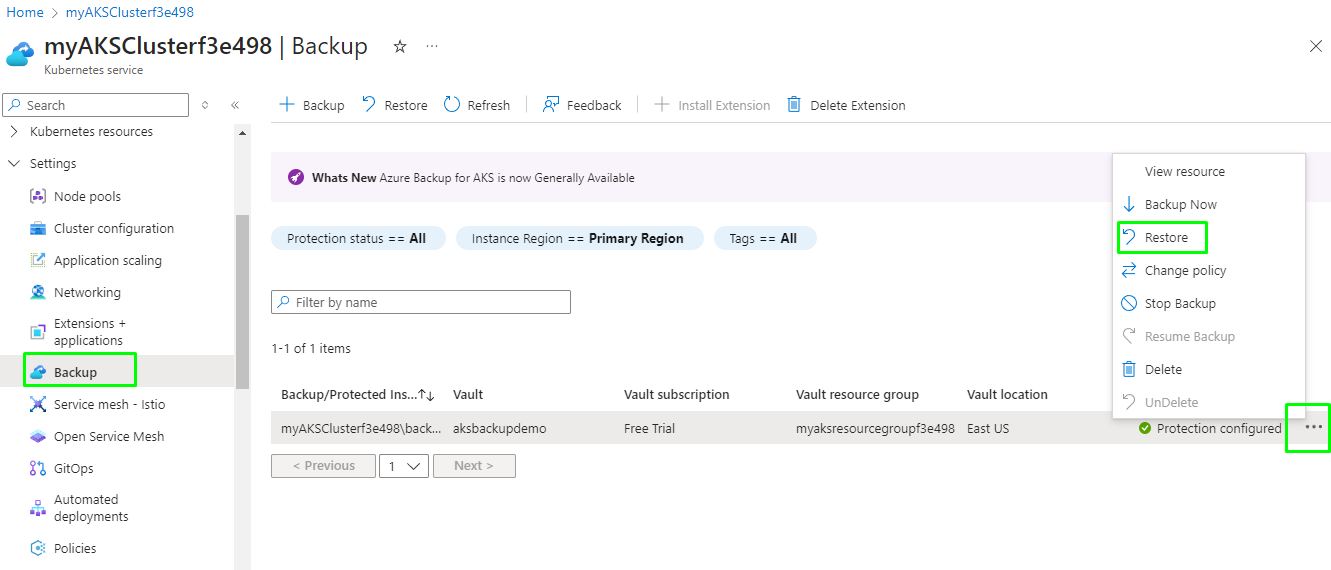 Home > myAKSClusterf3e498
myAKSClusterf3e498 | Backup
Kubernetes service
Search
Kubernetes resources
Settings
Node pools
Cluster configuration
Application scaling
Networking
Extensions +
applications
Backup
Service mesh - Istio
Open Service Mesh
GitOps
Automated
deployments
Policies
Backup Restore Refresh Feedback Install Extension Delete Extension
Whats New Azure Backup for AKS is now Generally Available
Protection status == All Instance Region == Primary Region Tags == All
Filter by name
1-1 of 1 items
Backup/Protected Ins... Vault Vault subscription Vault resource group Vault location
myAKSClusterf3e498\back... aksbackupdemo Free Trial myaksresourcegroupf3e498 East US Protection configured
< Previous 1 Next >
View resource
Backup Now
Restore
Change policy
Stop Backup
Resume Backup
Delete
UnDelete